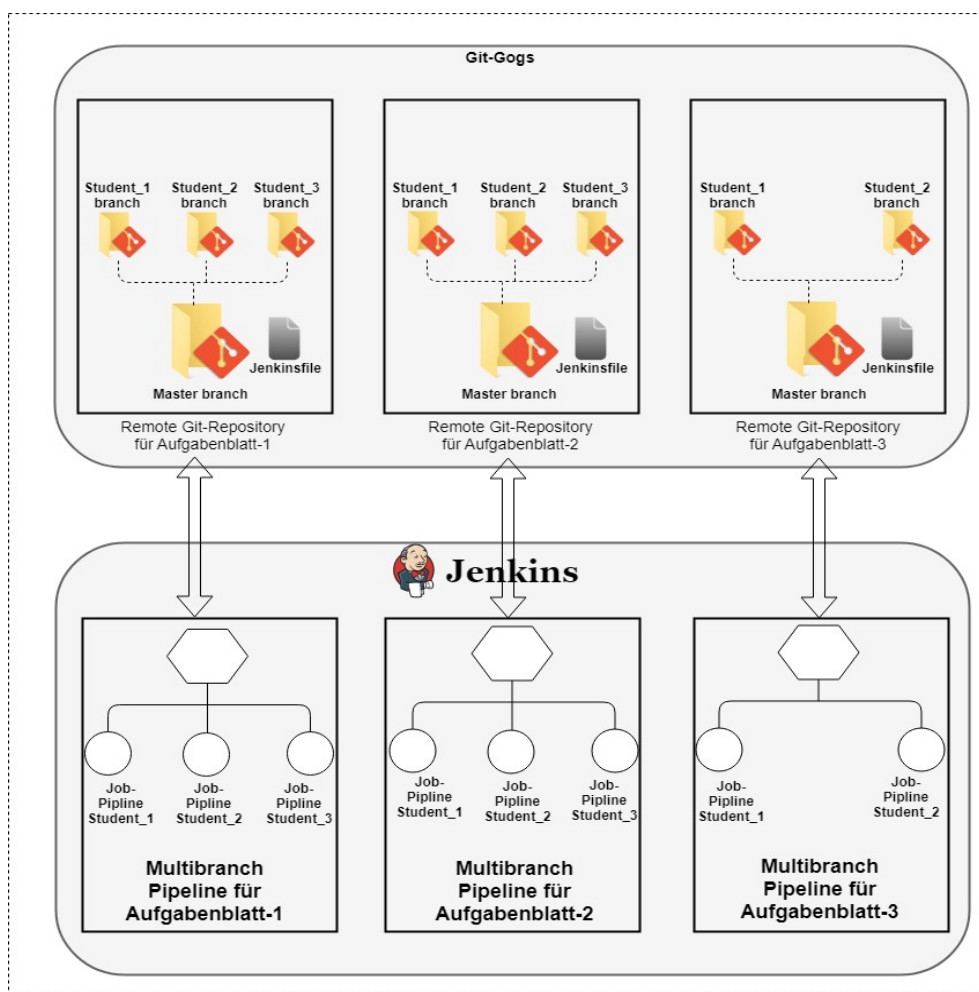 Git-Gogs
Student_1
branch
Student_2
branch
Student_3
branch
Jenkinsfile
Master branch
Remote Git-Repository
für Aufgabenblatt-1
Student_1
branch
Student_2
branch
Student_3
branch
Jenkinsfile
Master branch
Remote Git-Repository
für Aufgabenblatt-2
Student_1
branch
Student_2
branch
Jenkinsfile
Master branch
Remote Git-Repository
für Aufgabenblatt-3
Jenkins
Job-
Pipline
Student_1
Job-
Pipline
Student_2
Job-
Pipline
Student_3
Multibranch
Pipeline für
Aufgabenblatt-1
Job-
Pipline
Student_1
Job-
Pipline
Student_2
Job-
Pipline
Student_3
Multibranch
Pipeline für
Aufgabenblatt-2
Job-
Pipline
Student_1
Job-
Pipline
Student_2
Multibranch
Pipeline für
Aufgabenblatt-3